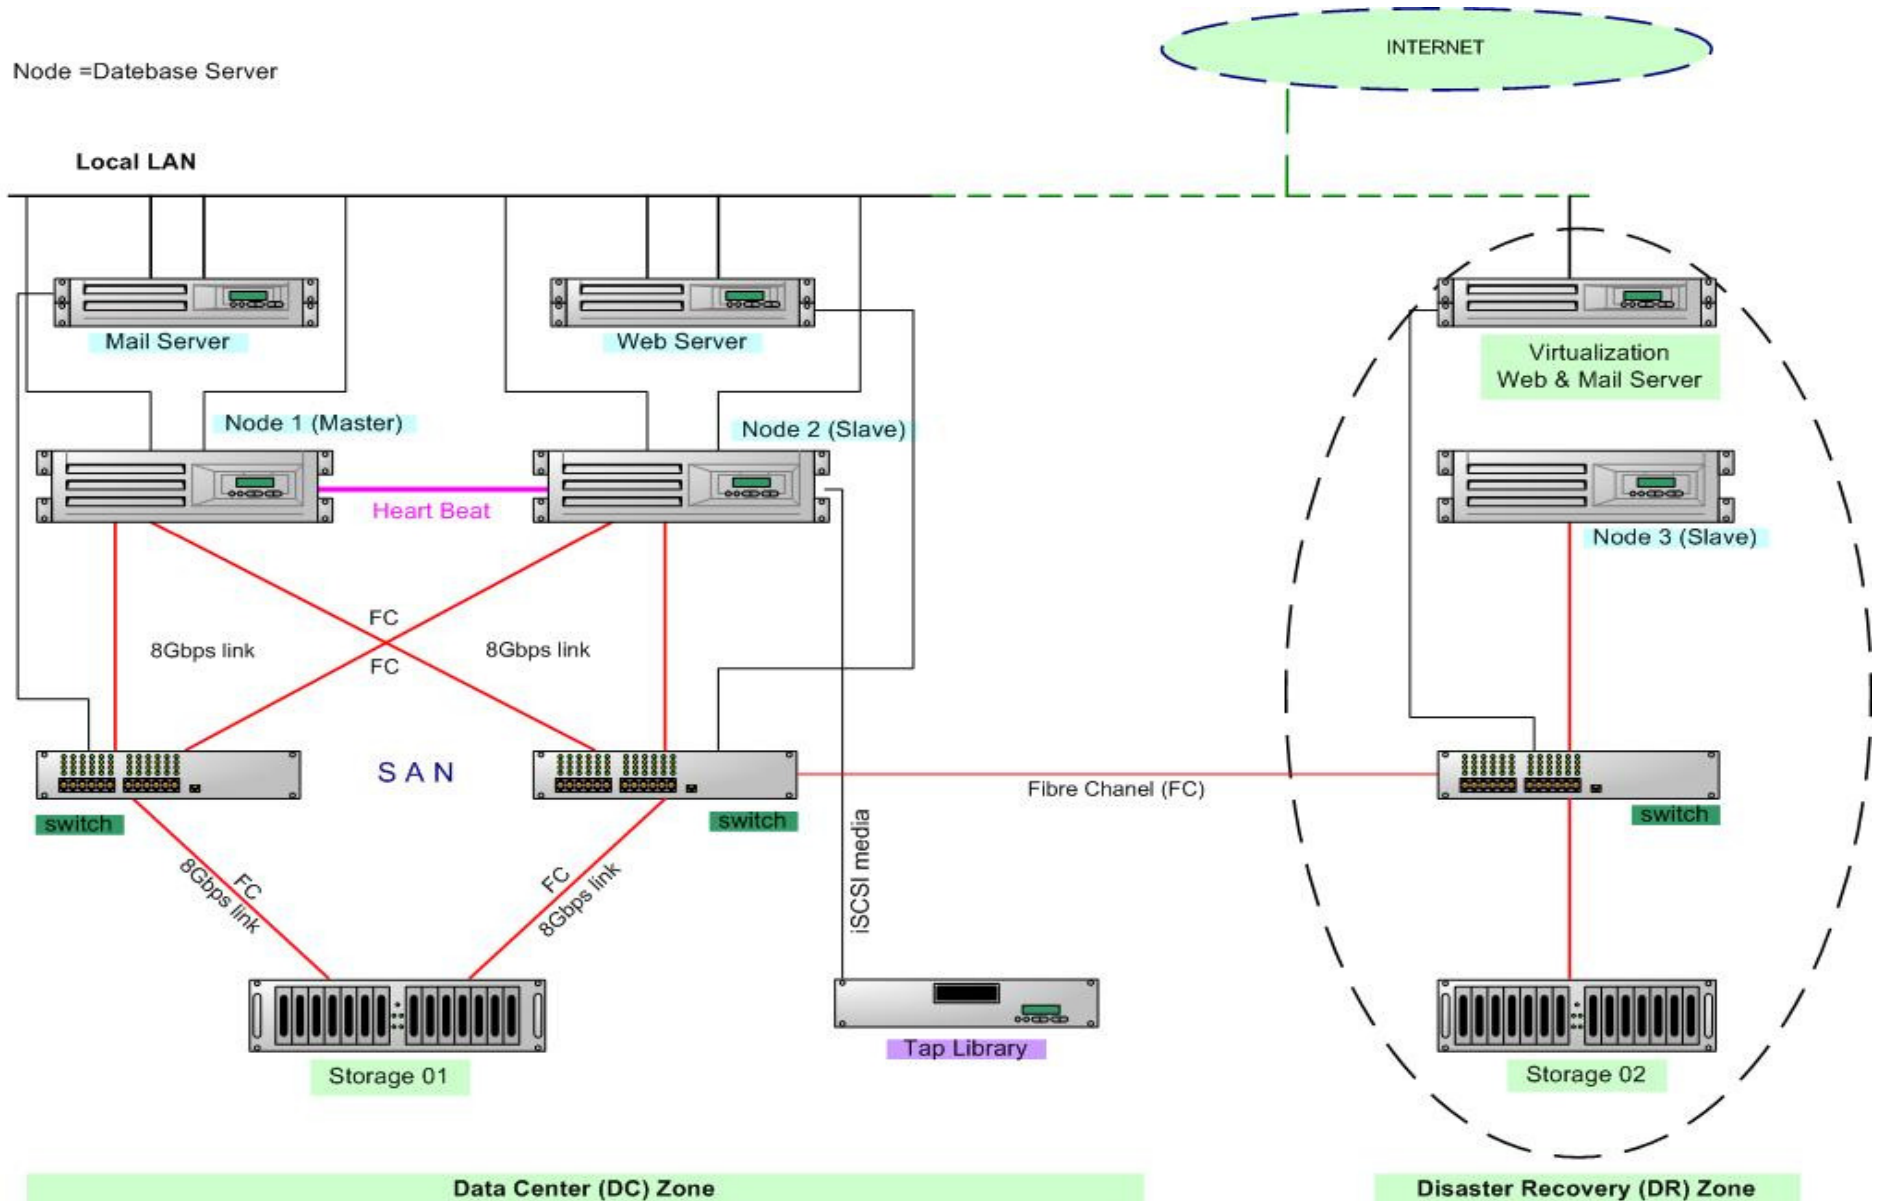 INTERNET
Node =Datebase Server
Local LAN
Mail Server
Web Server
Virtualization
Web & Mail Server
Node 1 (Master)
Node 2 (Slave)
Heart Beat
Node 3 (Slave)
FC
8Gbps link
8Gbps link
FC
S A N
Fibre Chanel (FC)
switch
switch
switch
FC
8Gbps link
FC
8Gbps link
iSCSI media
Tap Library
Storage 01
Storage 02
Data Center (DC) Zone
Disaster Recovery (DR) Zone